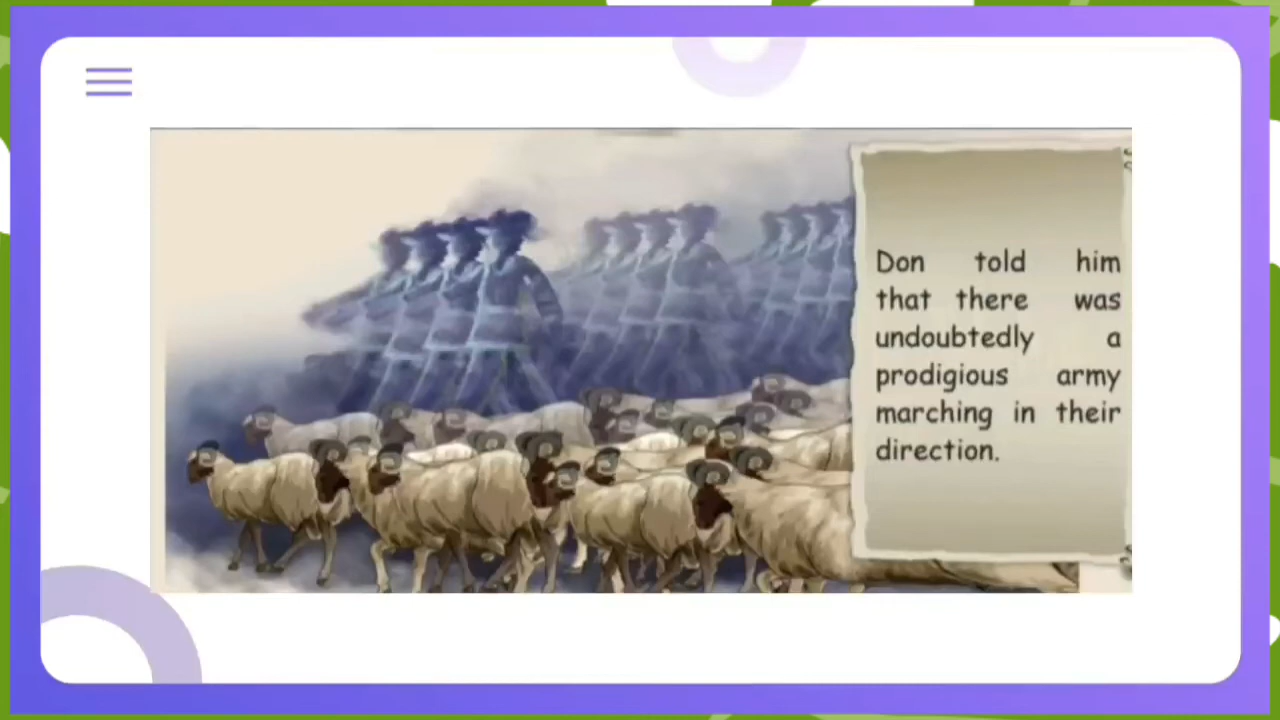 Don told him
that there was
undoubtedly a
prodigious army
marching in their
direction.